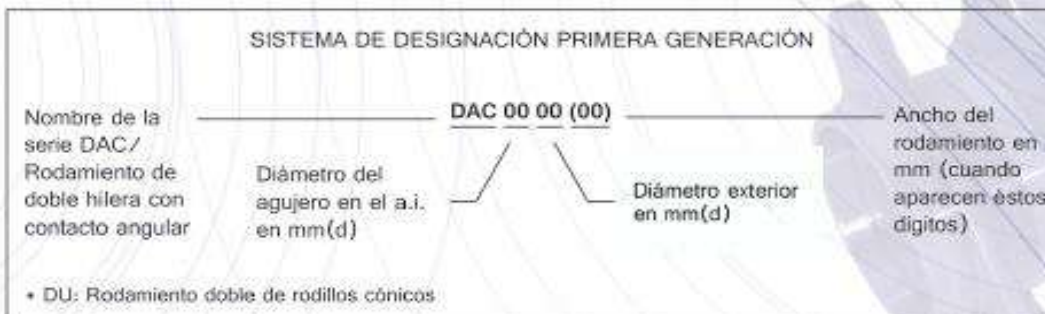 SISTEMA DE DESIGNACIÓN PRIMERA GENERACIÓN
DAC 00 00 (00)
Nombre de la
serie DAC/
Rodamiento de
doble hilera con
contacto angular
Diámetro del
agujero en el a.i.
en mm(d)
Diámetro exterior
en mm(d)
Ancho del
rodamiento en
mm (cuando
aparecen éstos
digitos)
• DU: Rodamiento doble de rodillos cónicos